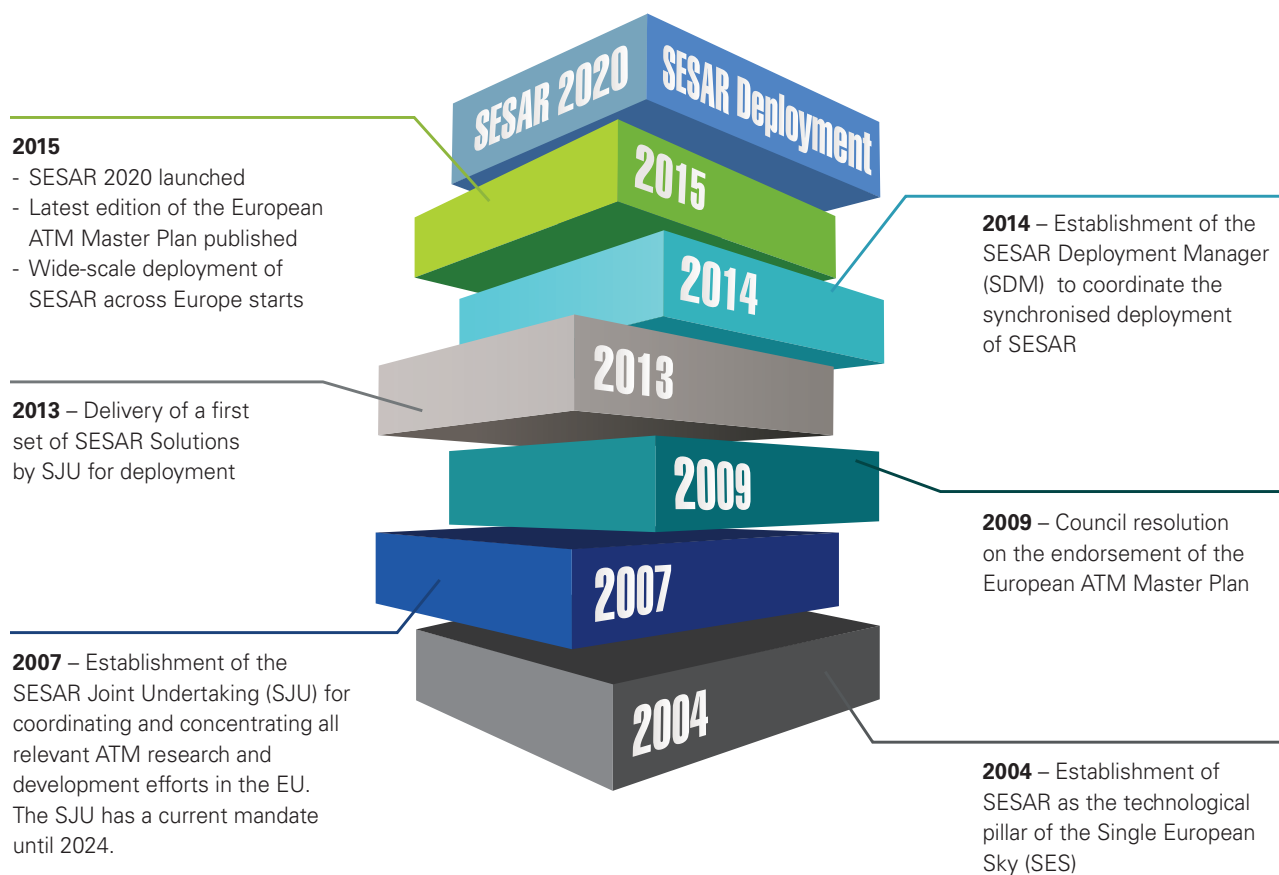 SESAR 2020
SESAR Deployment
2015
2014
2013
2009
2007
2004
2015
- SESAR 2020 launched
- Latest edition of the European
ATM Master Plan published
- Wide-scale deployment of
SESAR across Europe starts
2014 – Establishment of the
SESAR Deployment Manager
(SDM) to coordinate the
synchronised deployment
of SESAR
2013 – Delivery of a first
set of SESAR Solutions
by SJU for deployment
2009 – Council resolution
on the endorsement of the
European ATM Master Plan
2007 – Establishment of the
SESAR Joint Undertaking (SJU) for
coordinating and concentrating all
relevant ATM research and
development efforts in the EU.
The SJU has a current mandate
until 2024.
2004 – Establishment of
SESAR as the technological
pillar of the Single European
Sky (SES)